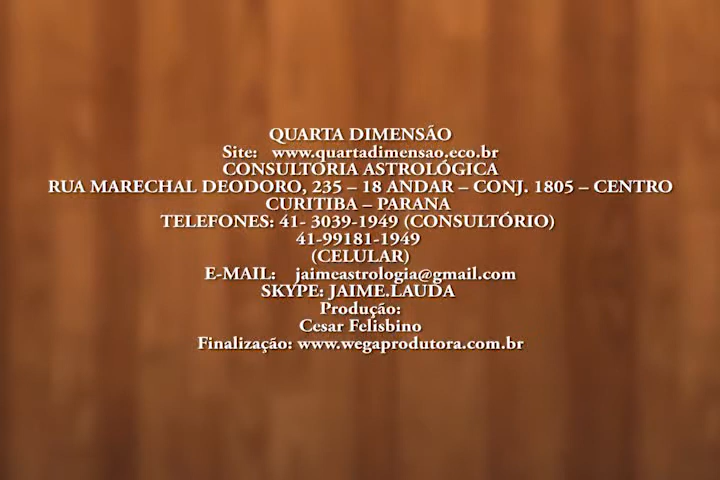 QUARTA DIMENSÃO
Site: www.quartadimensao.eco.br
CONSULTORIA ASTROLÓGICA
RUA MARECHAL DEODORO, 235 – 18 ANDAR – CONJ. 1805 – CENTRO
CURITIBA – PARANA
TELEFONES: 41- 3039-1949 (CONSULTÓRIO)
41-99181-1949
(CELULAR)
E-MAIL: jaimeastrologia@gmail.com
SKYPE: JAIME.LAUDA
Produção:
Cesar Felisbino
Finalização: www.wegaprodutora.com.br